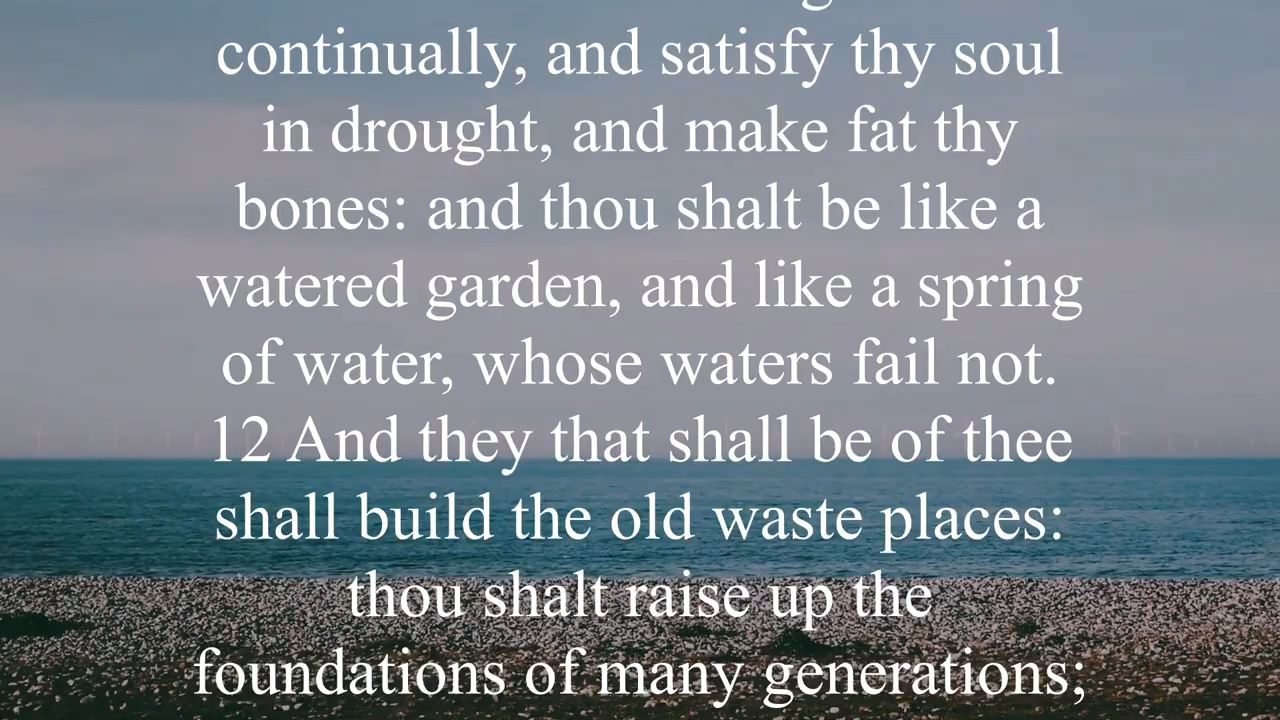 continually, and satisfy thy soul
in drought, and make fat thy
bones: and thou shalt be like a
watered garden, and like a spring
of water, whose waters fail not.
12 And they that shall be of thee
shall build the old waste places:
thou shalt raise up the
foundations of many generations;